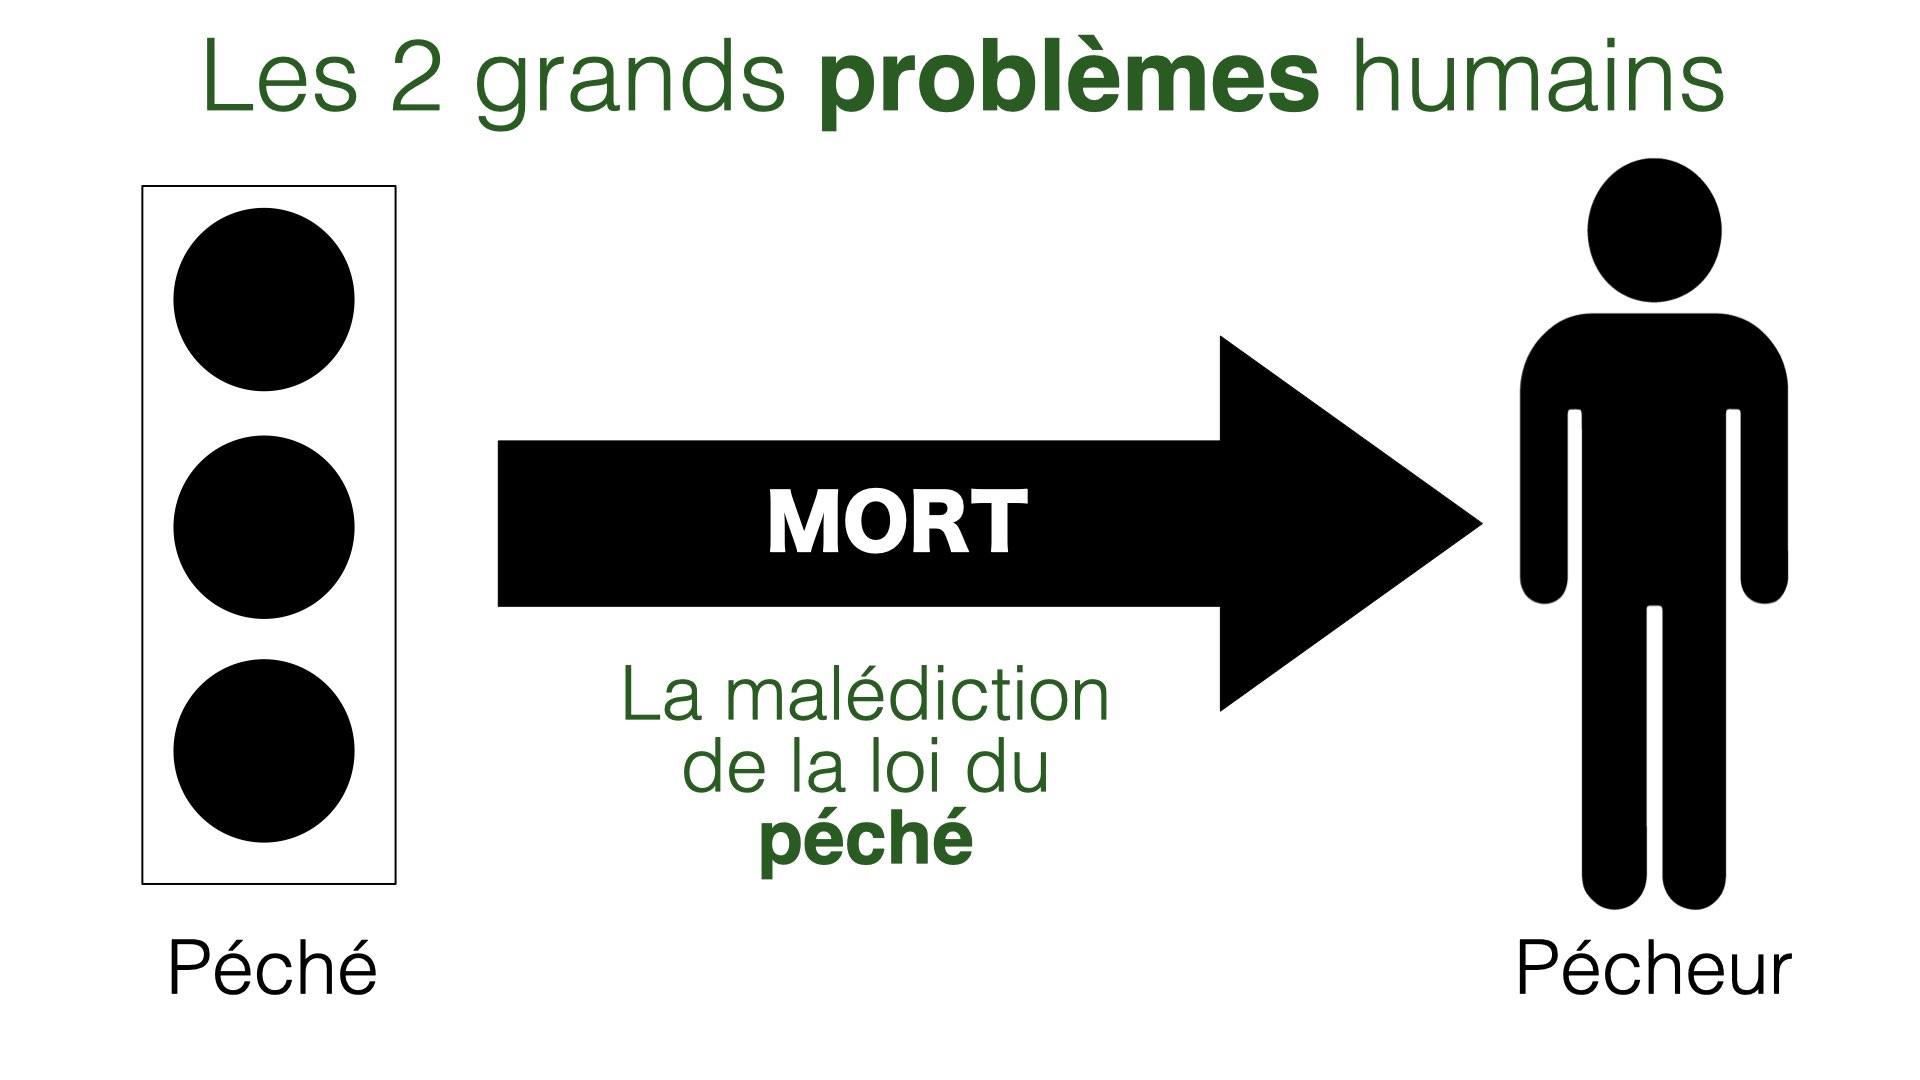 Les 2 grands problèmes humains
MORT
La malédiction
de la loi du
péché
Péché
Pécheur